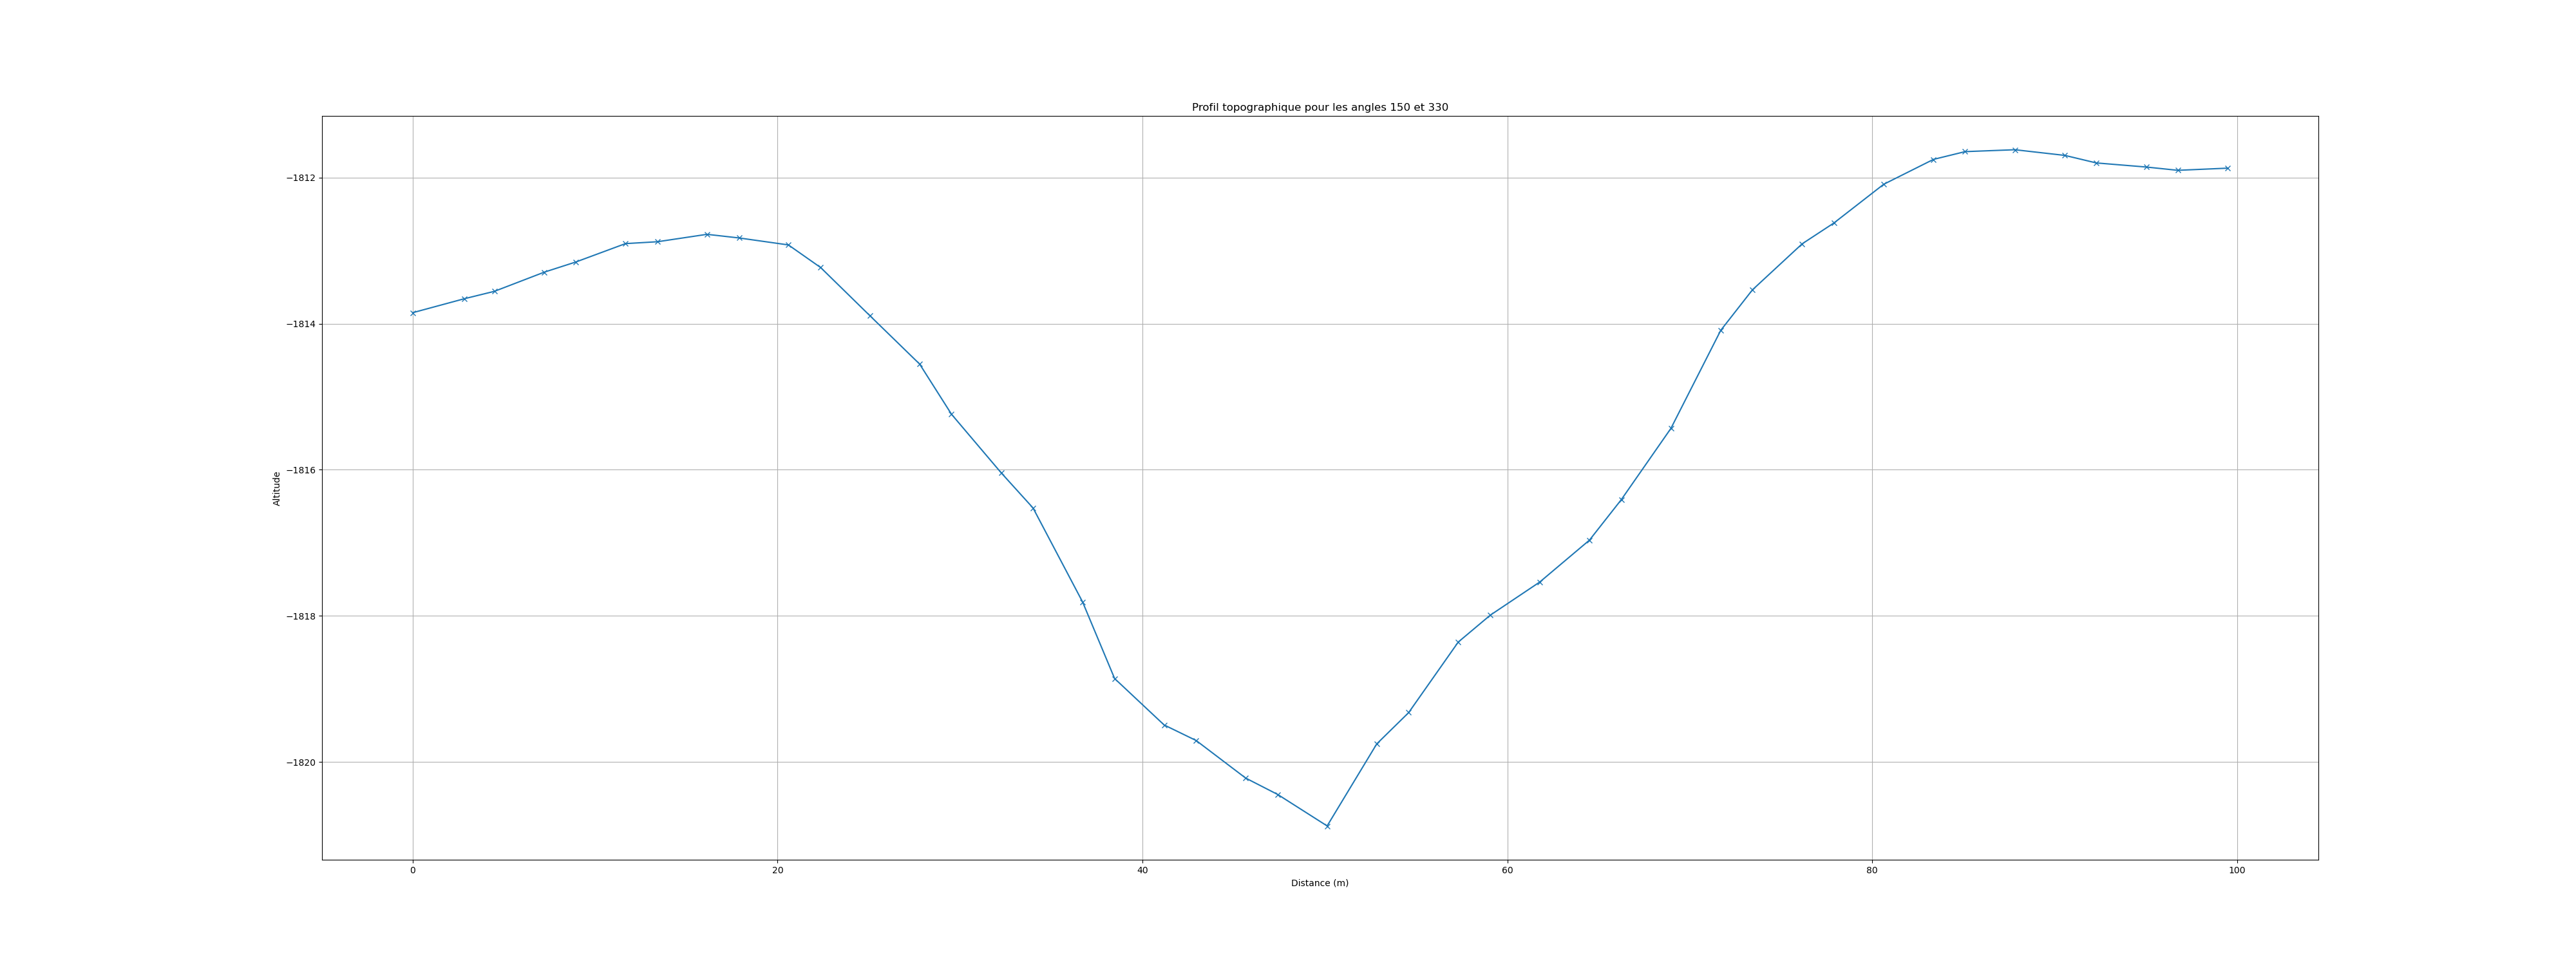 Profil topographique pour les angles 150 et 330
−1812
−1814
−1816
−1818
−1820
Altitude
0 20 40 60 80 100
Distance (m)